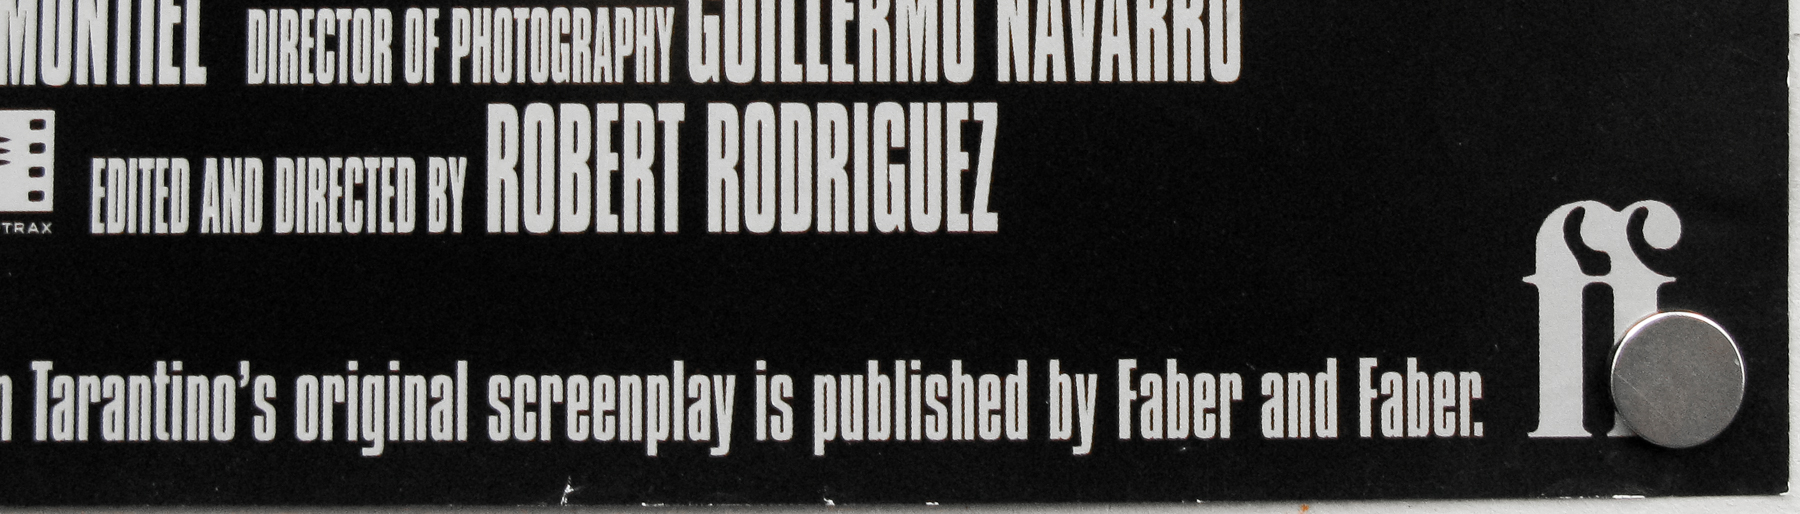 MONTIEL DIRECTOR OF PHOTOGRAPHY GUILLERMO NAVARRO
TRAX EDITED AND DIRECTED BY ROBERT RODRIGUEZ
Tarantino's original screenplay is published by Faber and Faber. ff